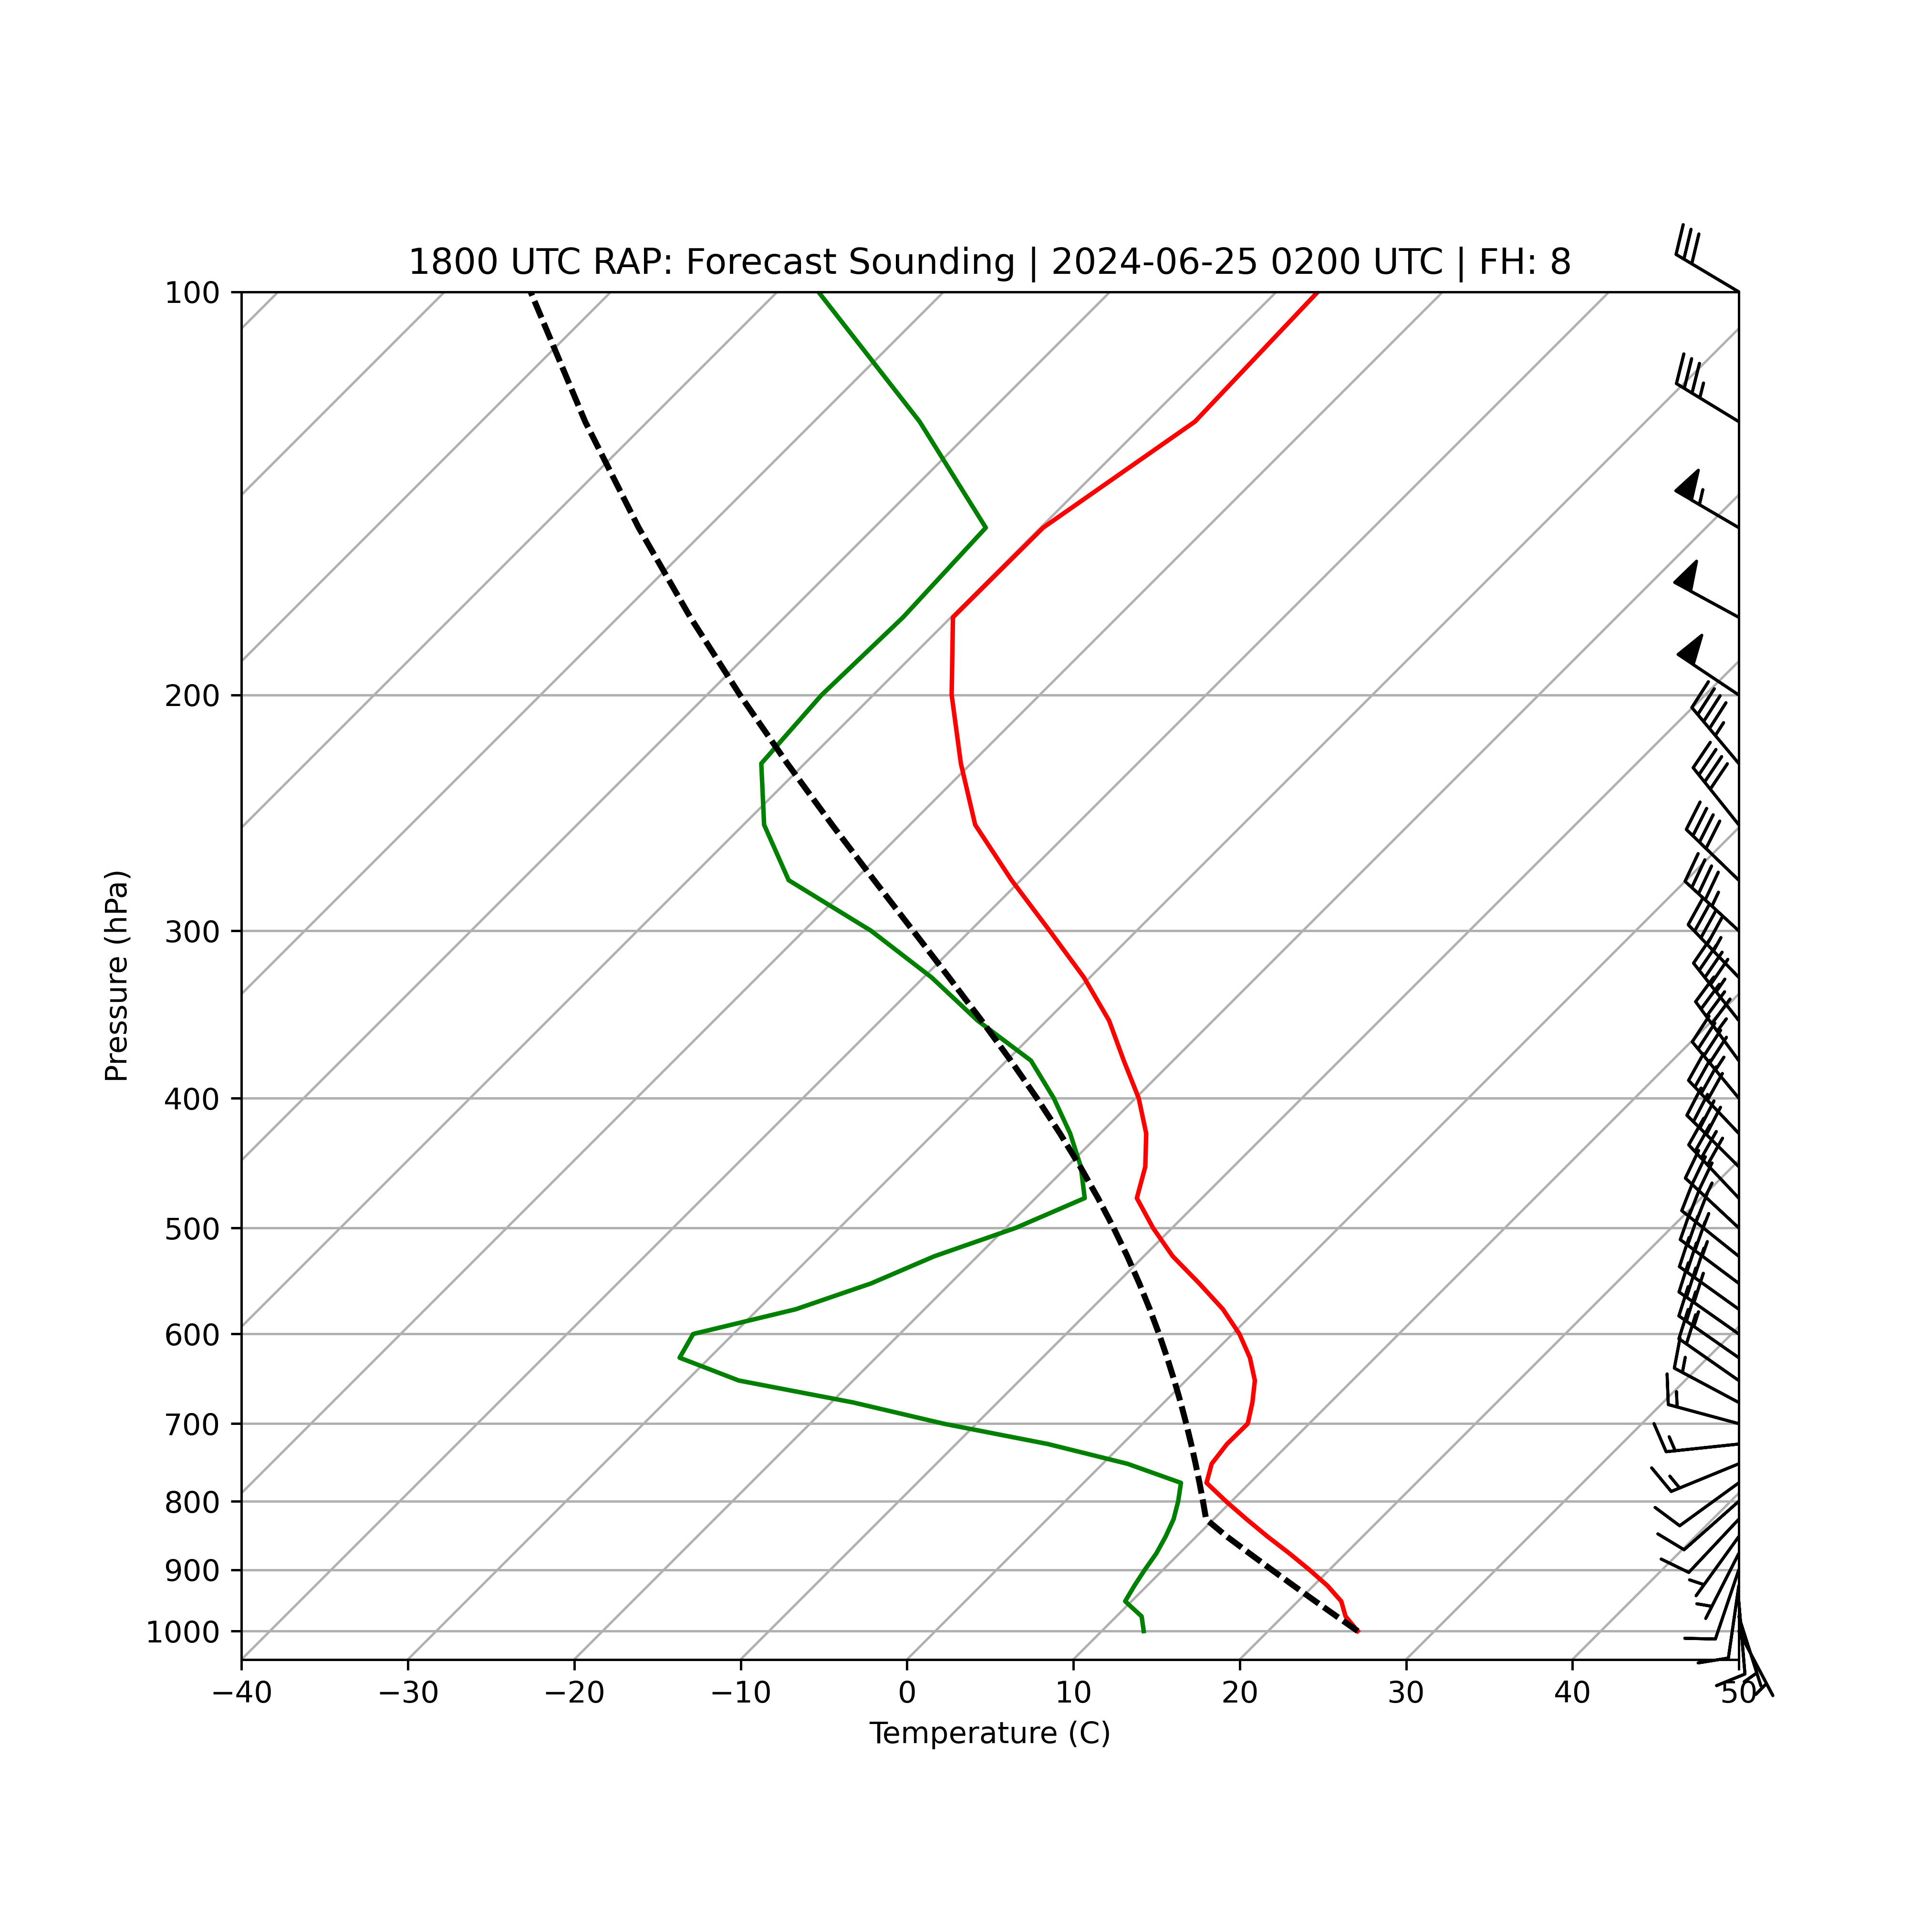 1800 UTC RAP: Forecast Sounding | 2024-06-25 0200 UTC | FH: 8
100
200
300
400
500
600
700
800
900
1000
Pressure (hPa)
−40 −30 −20 −10 0 10 20 30 40 50
Temperature (C)